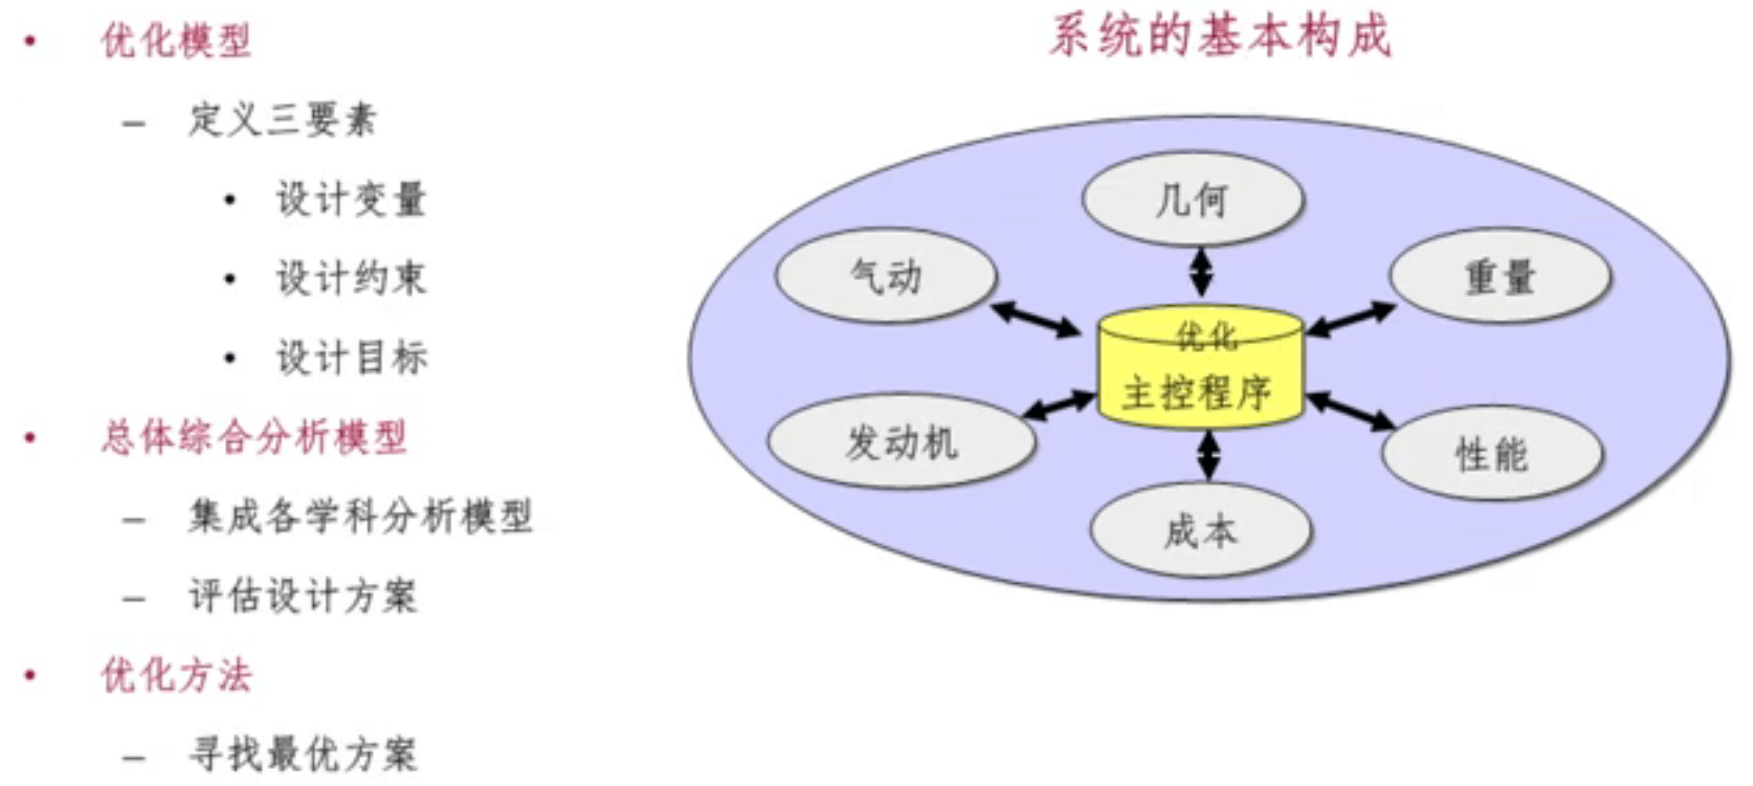 • 优化模型
– 定义三要素
• 设计变量
• 设计约束
• 设计目标
• 总体综合分析模型
– 集成各学科分析模型
– 评估设计方案
• 优化方法
– 寻找最优方案
系统的基本构成
几何
气动
重量
优化
主控程序
发动机
性能
成本